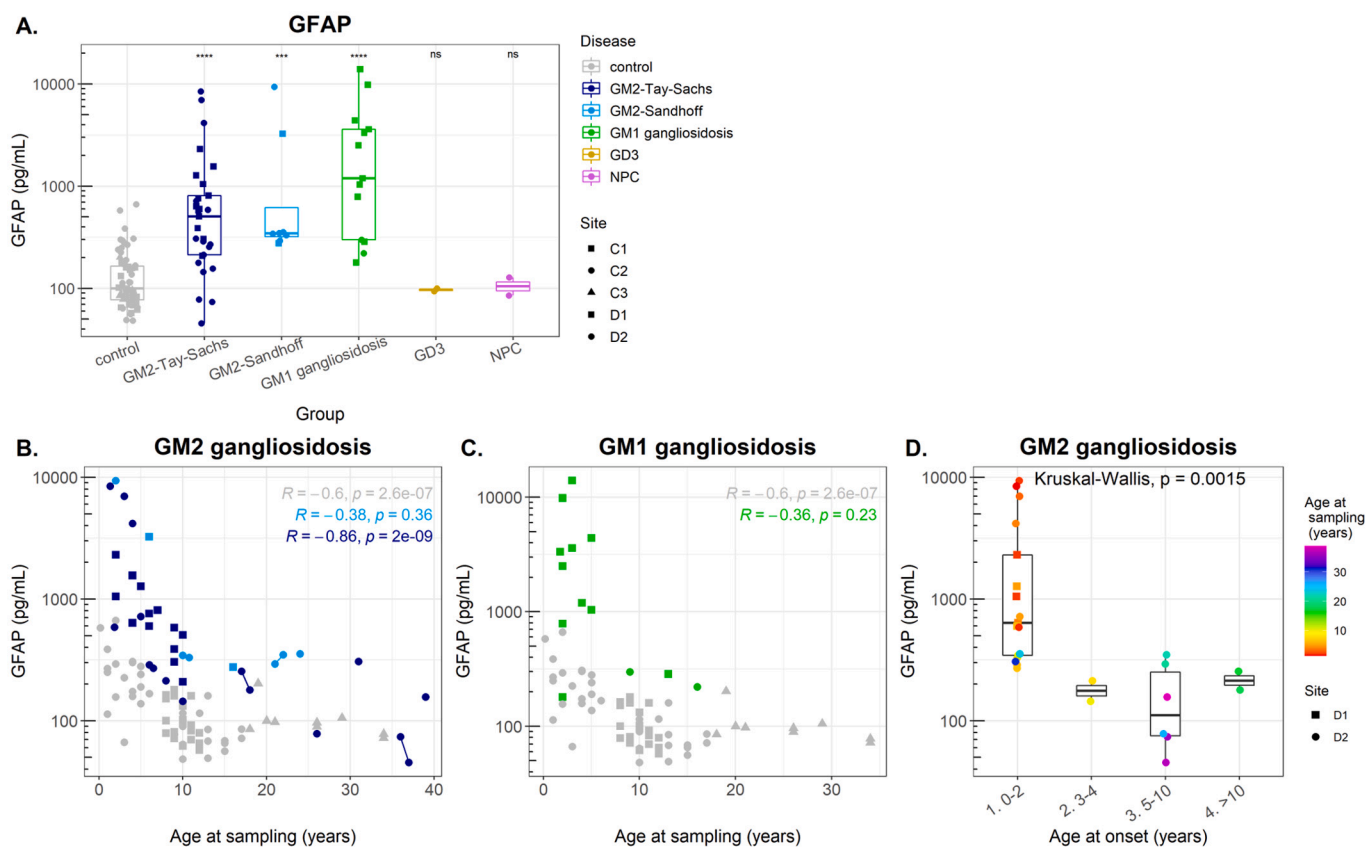 A.
GFAP
**** *** **** ns ns
GFAP (pg/mL)
10000
1000
100
control GM2-Tay-Sachs GM2-Sandhoff GM1 gangliosidosis GD3 NPC
Group
Disease
control
GM2-Tay-Sachs
GM2-Sandhoff
GM1 gangliosidosis
GD3
NPC
Site
C1
C2
C3
D1
D2
B.
GM2 gangliosidosis
R = −0.6, p = 2.6e-07
R = −0.38, p = 0.36
R = −0.86, p = 2e-09
GFAP (pg/mL)
10000
1000
100
0 10 20 30 40
Age at sampling (years)
C.
GM1 gangliosidosis
R = −0.6, p = 2.6e-07
R = −0.36, p = 0.23
GFAP (pg/mL)
10000
1000
100
0 10 20 30
Age at sampling (years)
D.
GM2 gangliosidosis
Kruskal-Wallis, p = 0.0015
GFAP (pg/mL)
10000
1000
100
1. 0-2 2. 3-4 3. 5-10 4. >10
Age at onset (years)
Age at
sampling
(years)
30
20
10
Site
D1
D2